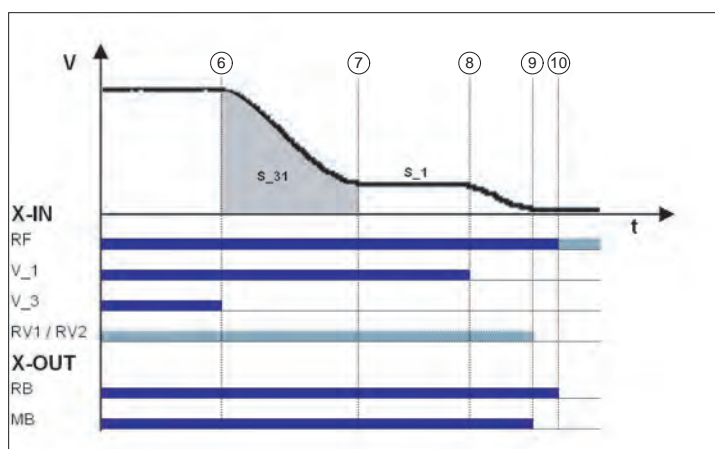 V
⑥ ⑦ ⑧ ⑨ ⑩
S_31
S_1
t
X-IN
RF
V_1
V_3
RV1 / RV2
X-OUT
RB
MB